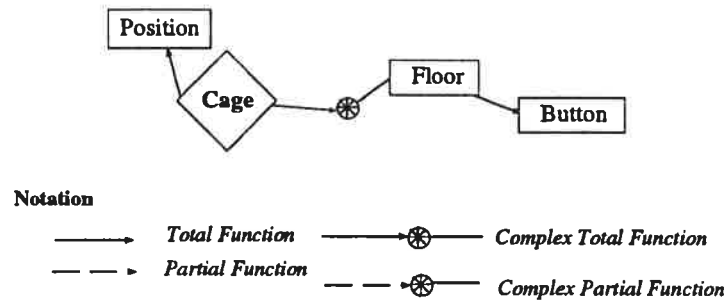 Position
Cage
Floor
Button
Notation
Total Function
Complex Total Function
Partial Function
Complex Partial Function